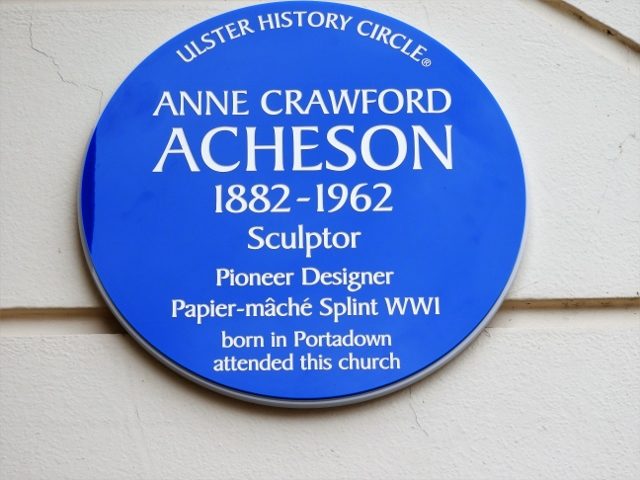 ULSTER HISTORY CIRCLE®
ANNE CRAWFORD
ACHESON
1882-1962
Sculptor
Pioneer Designer
Papier-mâché Splint WWI
born in Portadown
attended this church